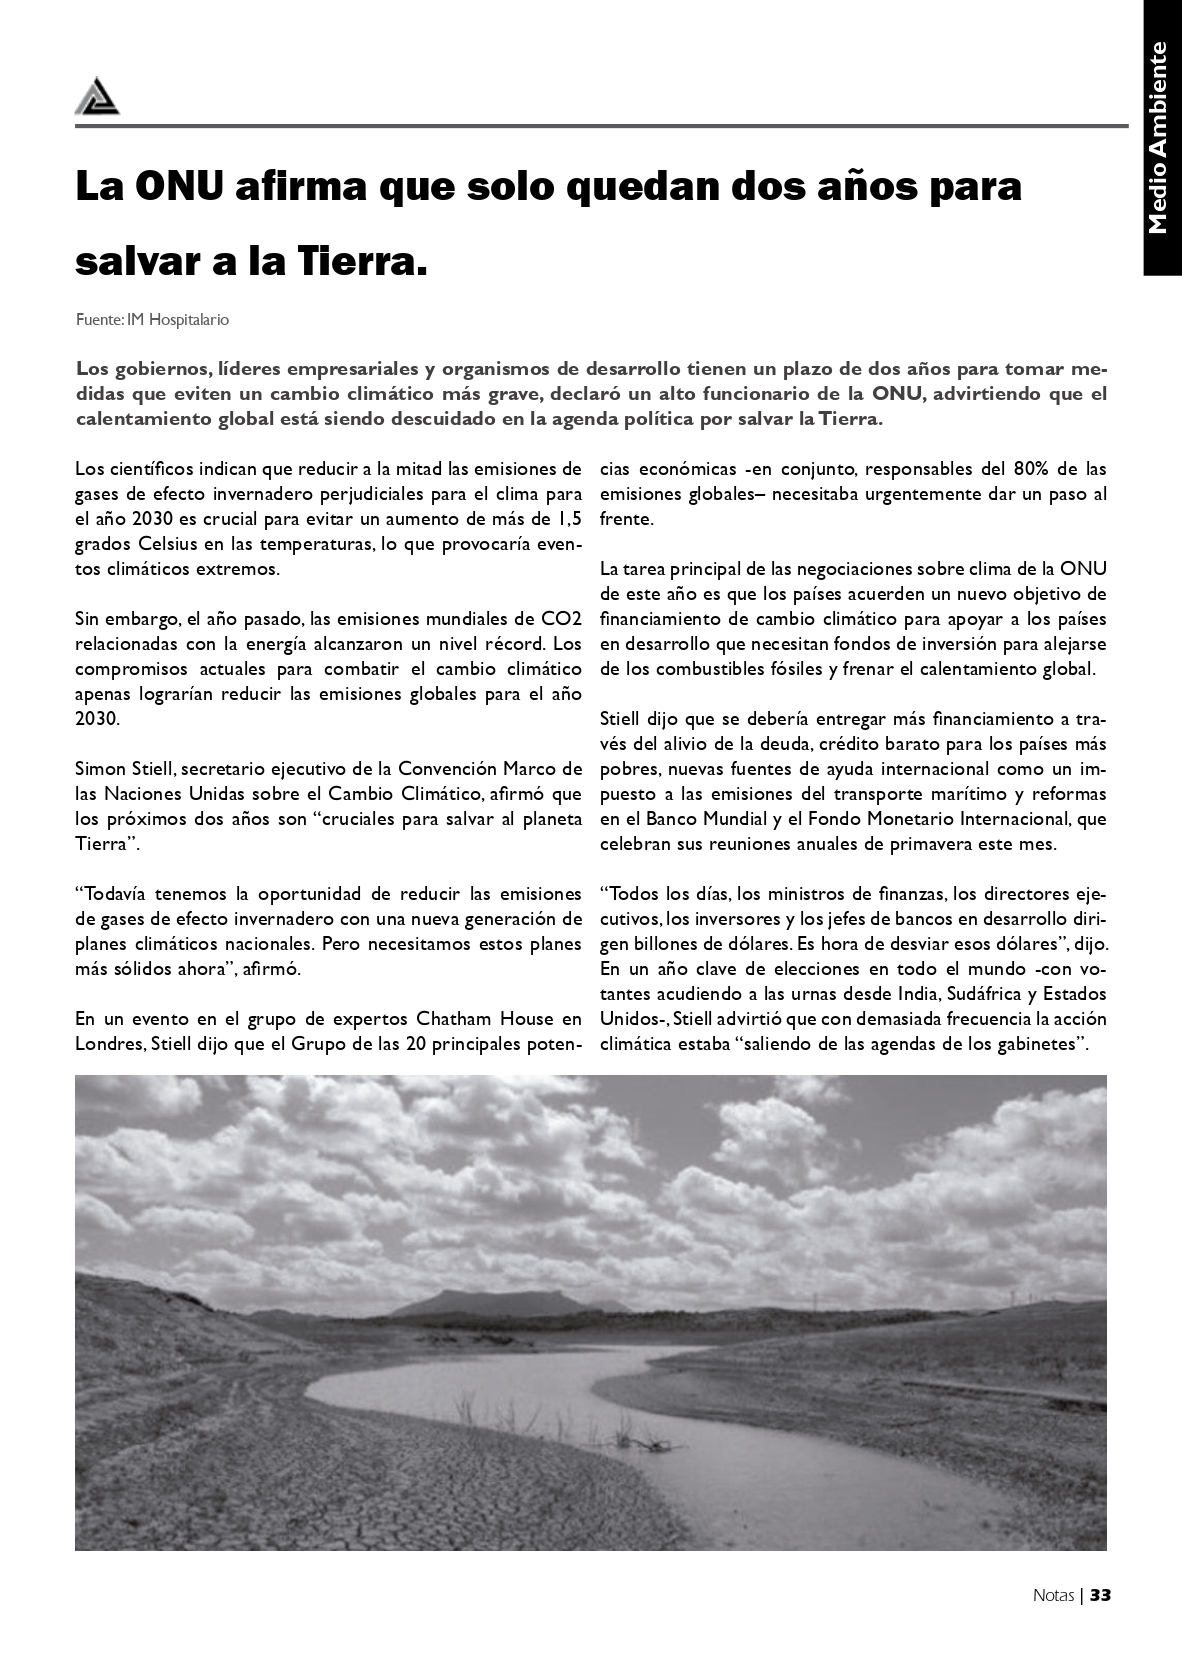 Medio Ambiente
La ONU afirma que solo quedan dos años para
salvar a la Tierra.
Fuente: IM Hospitalario
Los gobiernos, líderes empresariales y organismos de desarrollo tienen un plazo de dos años para tomar me-
didas que eviten un cambio climático más grave, declaró un alto funcionario de la ONU, advirtiendo que el
calentamiento global está siendo descuidado en la agenda política por salvar la Tierra.
Los científicos indican que reducir a la mitad las emisiones de
gases de efecto invernadero perjudiciales para el clima para
el año 2030 es crucial para evitar un aumento de más de 1,5
grados Celsius en las temperaturas, lo que provocaría even-
tos climáticos extremos.
Sin embargo, el año pasado, las emisiones mundiales de CO2
relacionadas con la energía alcanzaron un nivel récord. Los
compromisos actuales para combatir el cambio climático
apenas lograrían reducir las emisiones globales para el año
2030.
Simon Stiell, secretario ejecutivo de la Convención Marco de
las Naciones Unidas sobre el Cambio Climático, afirmó que
los próximos dos años son “cruciales para salvar al planeta
Tierra”.
“Todavía tenemos la oportunidad de reducir las emisiones
de gases de efecto invernadero con una nueva generación de
planes climáticos nacionales. Pero necesitamos estos planes
más sólidos ahora”, afirmó.
En un evento en el grupo de expertos Chatham House en
Londres, Stiell dijo que el Grupo de las 20 principales poten-
cias económicas -en conjunto, responsables del 80% de las
emisiones globales– necesitaba urgentemente dar un paso al
frente.
La tarea principal de las negociaciones sobre clima de la ONU
de este año es que los países acuerden un nuevo objetivo de
financiamiento de cambio climático para apoyar a los países
en desarrollo que necesitan fondos de inversión para alejarse
de los combustibles fósiles y frenar el calentamiento global.
Stiell dijo que se debería entregar más financiamiento a tra-
vés del alivio de la deuda, crédito barato para los países más
pobres, nuevas fuentes de ayuda internacional como un im-
puesto a las emisiones del transporte marítimo y reformas
en el Banco Mundial y el Fondo Monetario Internacional, que
celebran sus reuniones anuales de primavera este mes.
“Todos los días, los ministros de finanzas, los directores eje-
cutivos, los inversores y los jefes de bancos en desarrollo diri-
gen billones de dólares. Es hora de desviar esos dólares”, dijo.
En un año clave de elecciones en todo el mundo -con vo-
tantes acudiendo a las urnas desde India, Sudáfrica y Estados
Unidos-, Stiell advirtió que con demasiada frecuencia la acción
climática estaba “saliendo de las agendas de los gabinetes”.
Notas | 33